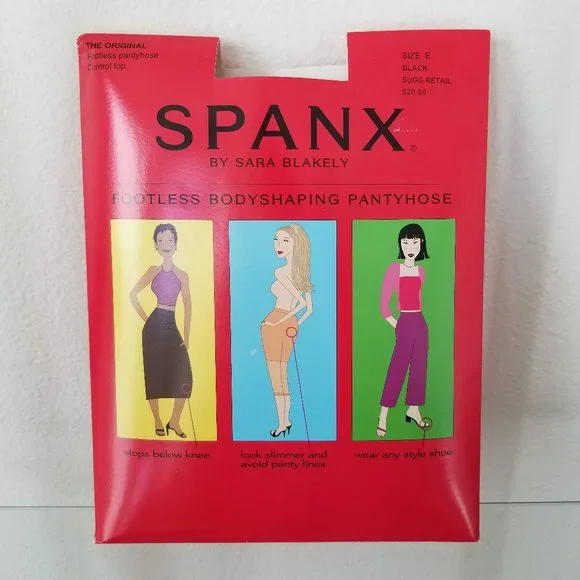 THE ORIGINAL
Footless pantyhose
Control top
SIZE E
BLACK
SUGG.RETAIL
$20.00
SPANX®
BY SARA BLAKELY
FOOTLESS BODYSHAPING PANTYHOSE
stops below knee
look slimmer and
avoid panty lines
wear any style shoe